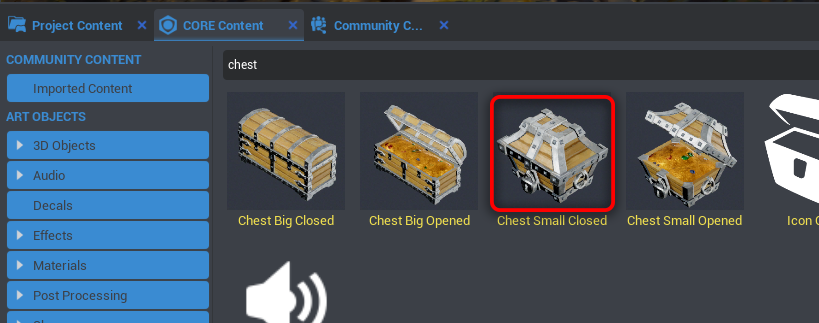 Project Content
CORE Content
Community C...
COMMUNITY CONTENT
Imported Content
ART OBJECTS
3D Objects
Audio
Decals
Effects
Materials
Post Processing
chest
Chest Big Closed
Chest Big Opened
Chest Small Closed
Chest Small Opened
Icon